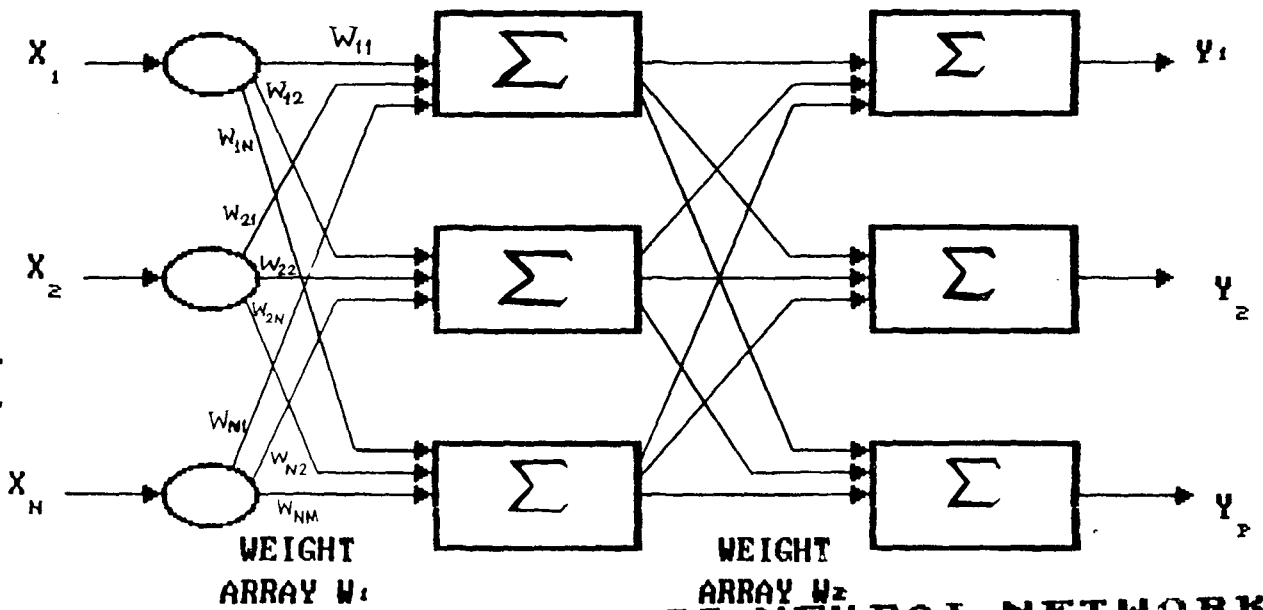 X1 W11 Σ Σ Y1
W12
W1N
W21
X2 W22 Σ Σ Y2
W2N
WN1
XN WN2 Σ Σ YP
WNM
WEIGHT WEIGHT
ARRAY W1 ARRAY W2
NETWORK